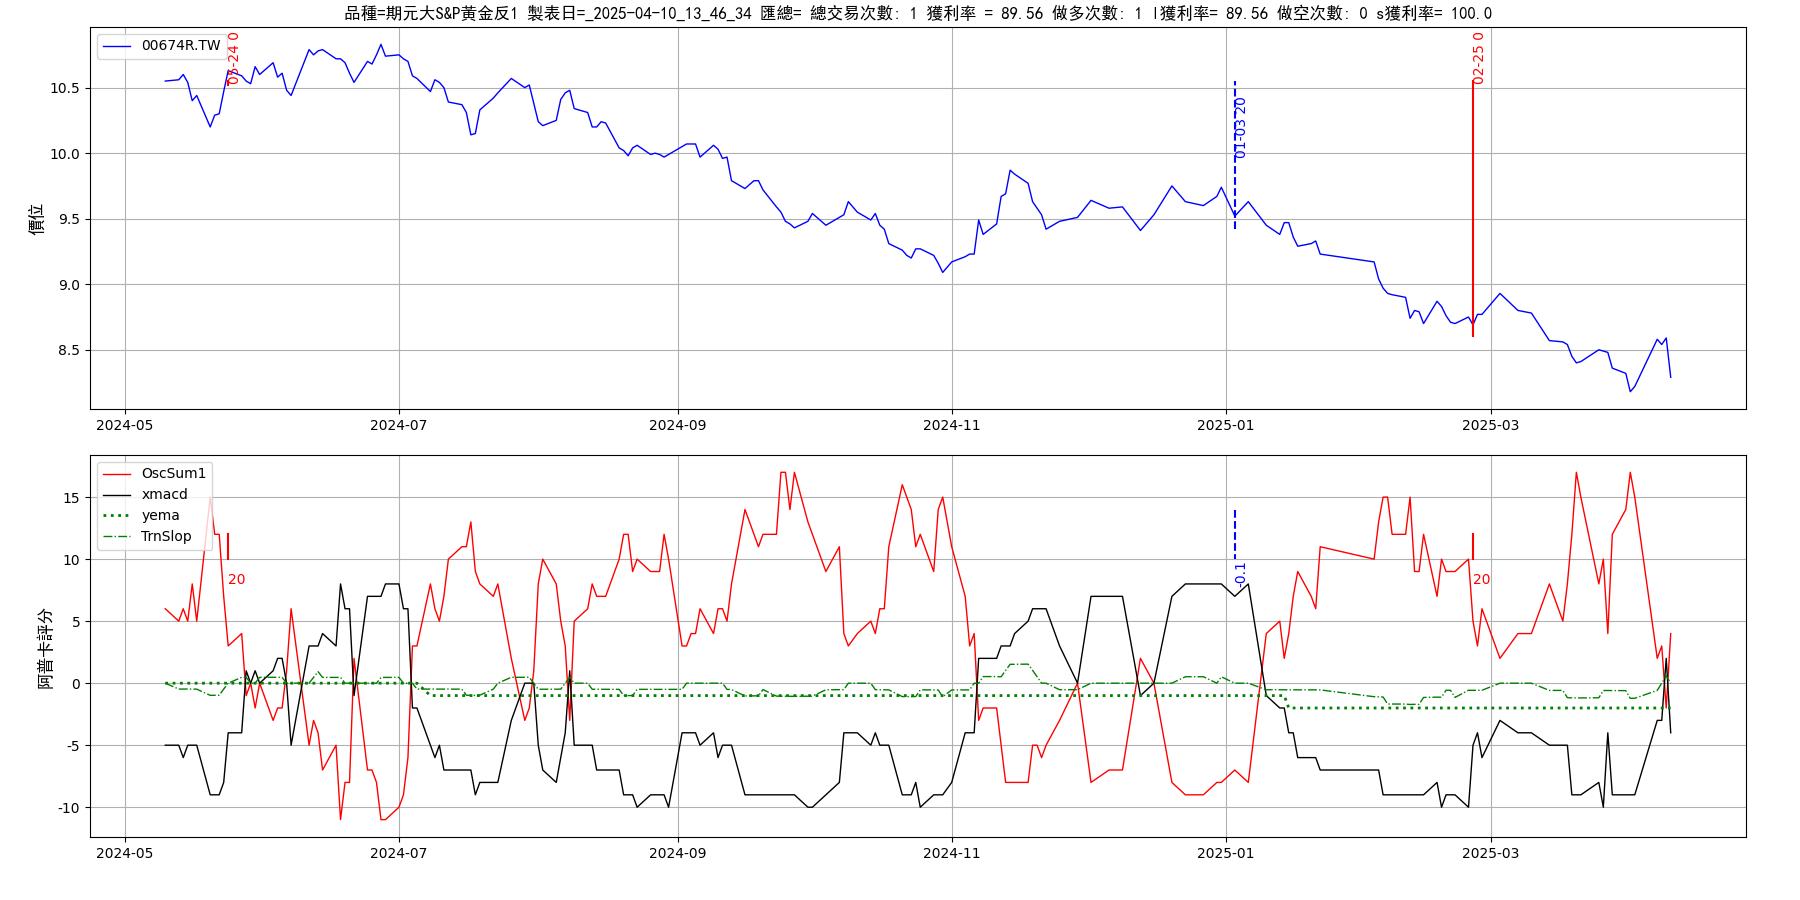 品種=期元大S&P黃金反1 製表日=_2025-04-10_13_46_34 匯總= 總交易次數: 1 獲利率 = 89.56 做多次數: 1 l獲利率= 89.56 做空次數: 0 s獲利率= 100.0
00674R.TW
05-24 0
01-03 20
02-25 0
價位
10.5
10.0
9.5
9.0
8.5
2024-05 2024-07 2024-09 2024-11 2025-01 2025-03
OscSum1
xmacd
yema
TrnSlop
20
-0.1
20
阿普卡評分
15
10
5
0
-5
-10
2024-05 2024-07 2024-09 2024-11 2025-01 2025-03